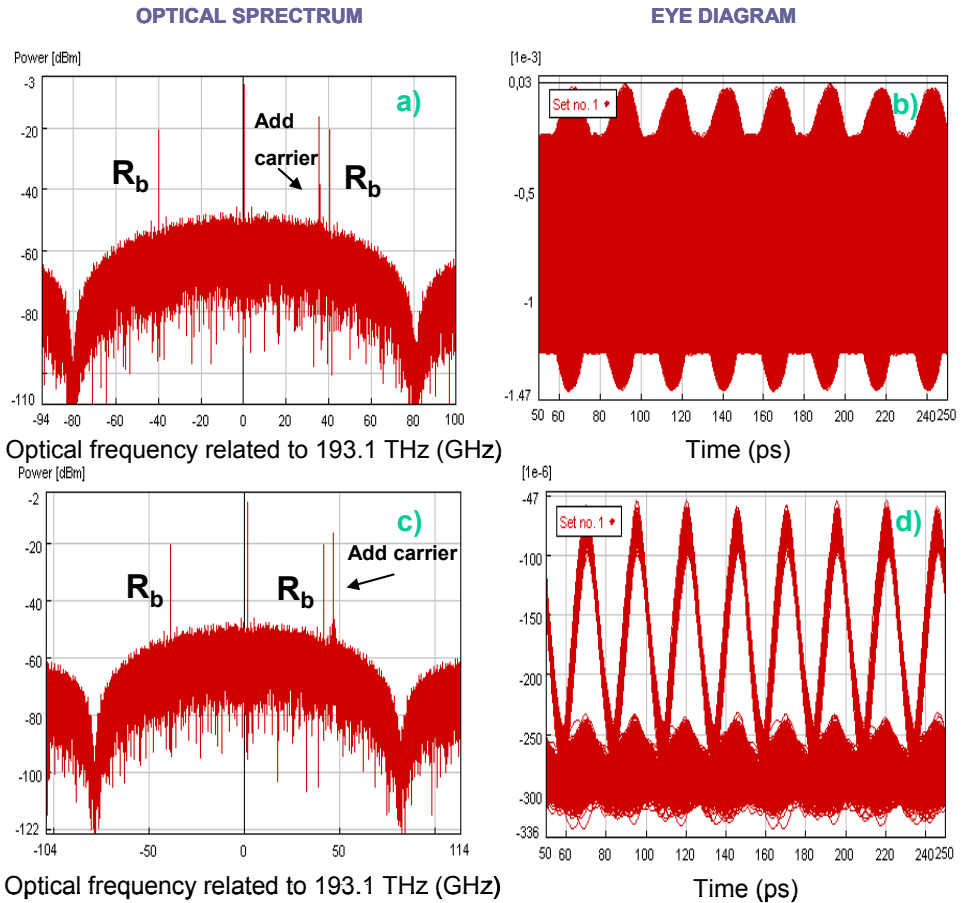 OPTICAL SPRECTRUM
EYE DIAGRAM
Power [dBm]
-3
-20
-40
-60
-80
-110
a)
Add
carrier
Rb
Rb
-94 -80 -60 -40 -20 0 20 40 60 80 100
Optical frequency related to 193.1 THz (GHz)
[1e-3]
0,03
-0,5
-1
-1.47
Set no. 1
b)
50 60 80 100 120 140 160 180 200 220 240 250
Time (ps)
Power [dBm]
-2
-20
-40
-60
-80
-100
-122
c)
Add carrier
Rb
Rb
-104 -50 0 50 114
Optical frequency related to 193.1 THz (GHz)
[1e-6]
-47
-100
-150
-200
-250
-300
-336
Set no. 1
d)
50 60 80 100 120 140 160 180 200 220 240 250
Time (ps)